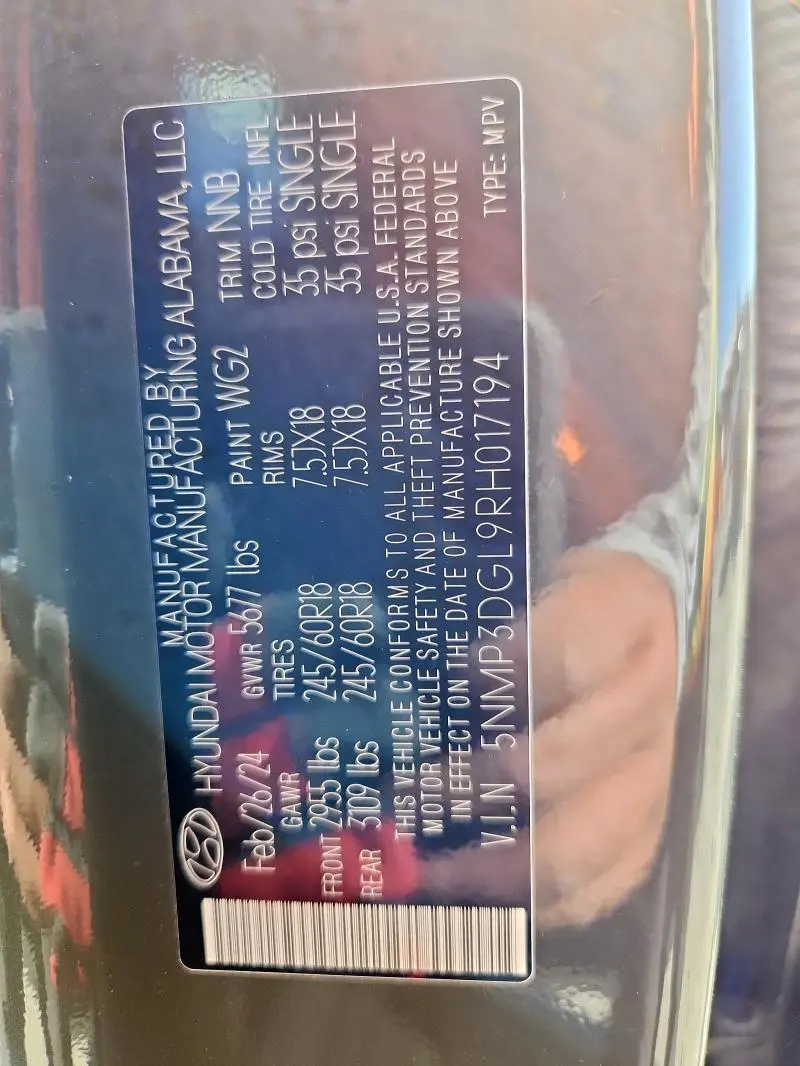 MANUFACTURED BY
HYUNDAI MOTOR MANUFACTURING ALABAMA, LLC
Feb/26/24 GVWR 5677 lbs PAINT WG2 TRIM NNB
GAWR TIRES RIMS COLD TIRE INFL
FRONT 2955 lbs 245/60R18 7.5JX18 35 psi SINGLE
REAR 3109 lbs 245/60R18 7.5JX18 35 psi SINGLE
THIS VEHICLE CONFORMS TO ALL APPLICABLE U.S.A. FEDERAL
MOTOR VEHICLE SAFETY AND THEFT PREVENTION STANDARDS
IN EFFECT ON THE DATE OF MANUFACTURE SHOWN ABOVE
V.I.N 5NMP3DGL9RH017194 TYPE: MPV